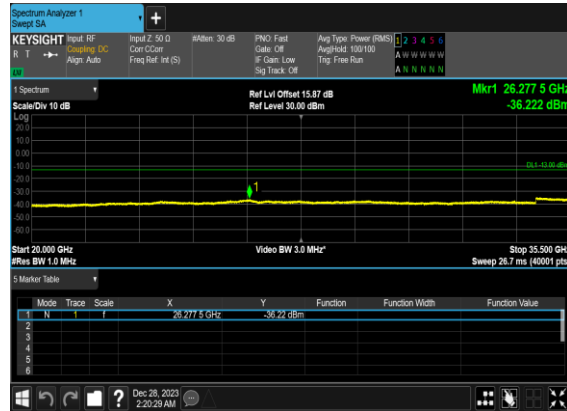 Spectrum Analyzer 1
Swept SA
+
KEYSIGHT
R T
LXI
Input: RF
Coupling: DC
Align: Auto
Input Z: 50 Ω
Corr CCorr
Freq Ref: Int (S)
#Atten: 30 dB
PNO: Fast
Gate: Off
IF Gain: Low
Sig Track: Off
Avg Type: Power (RMS)
Avg|Hold: 100/100
Trig: Free Run
1 2 3 4 5 6
A W W W W W
A N N N N N
1 Spectrum
Scale/Div 10 dB
Ref Lvl Offset 15.87 dB
Ref Level 30.00 dBm
Mkr1 26.277 5 GHz
-36.222 dBm
Log
20.0
10.0
0.00
-10.0
-20.0
-30.0
-40.0
-50.0
-60.0
1
DL1 -13.00 dBm
Start 20.000 GHz
#Res BW 1.0 MHz
Video BW 3.0 MHz*
Stop 35.500 GHz
Sweep 26.7 ms (40001 pts)
5 Marker Table
Mode Trace Scale X Y Function Function Width Function Value
1 N 1 f 26.277 5 GHz -36.22 dBm
2
3
4
5
6
?
Dec 28, 2023
2:20:29 AM